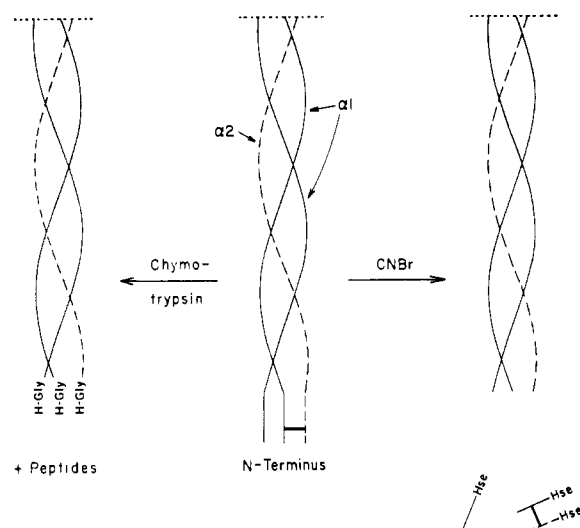 α1
α2
Chymo-
trypsin
CNBr
H-Gly
H-Gly
H-Gly
+ Peptides
N-Terminus
Hse
Hse
Hse